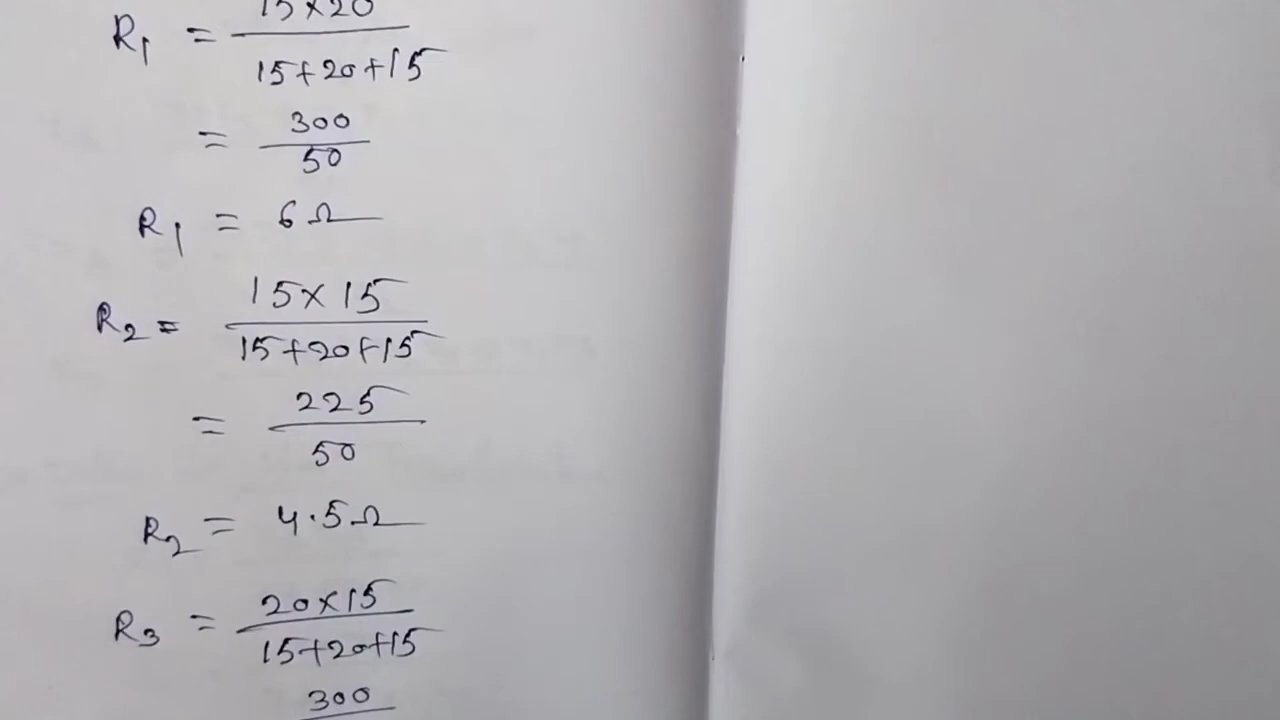 R1 = 15×20 / 15+20+15
= 300 / 50
R1 = 6Ω
R2 = 15×15 / 15+20+15
= 225 / 50
R2 = 4.5Ω
R3 = 20×15 / 15+20+15
300